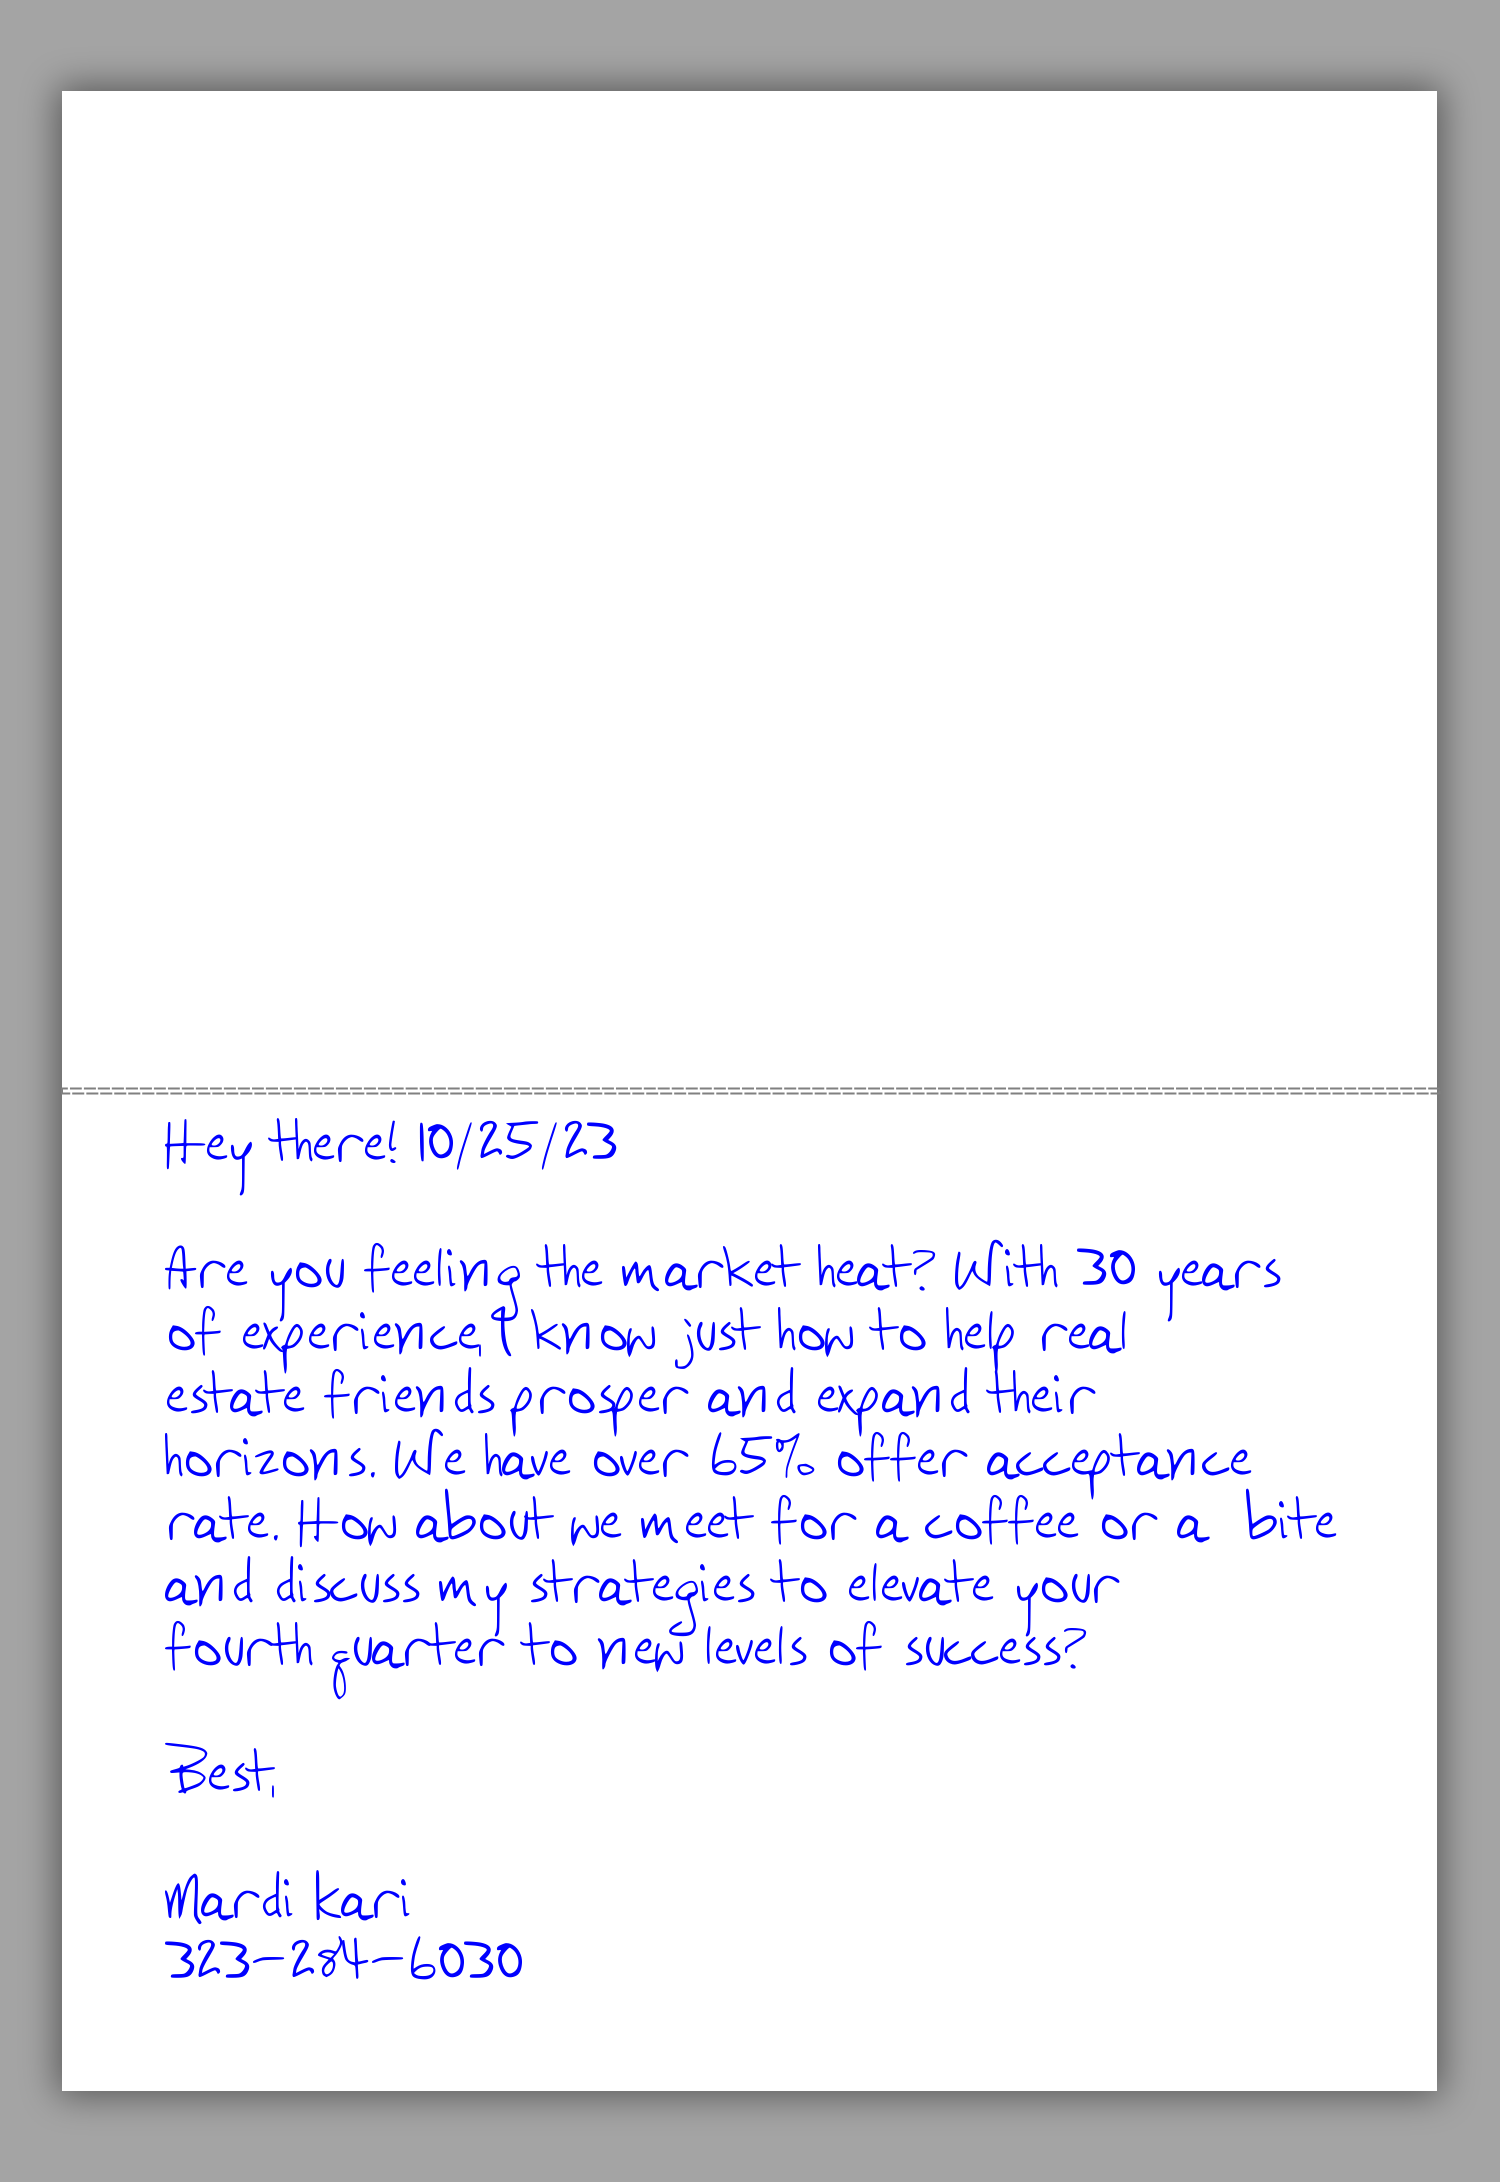 Hey there! 10/25/23
Are you feeling the market heat? With 30 years
of experience, I know just how to help real
estate friends prosper and expand their
horizons. We have over 65% offer acceptance
rate. How about we meet for a coffee or a bite
and discuss my strategies to elevate your
fourth quarter to new levels of success?
Best,
Mardi Kari
323-284-6030